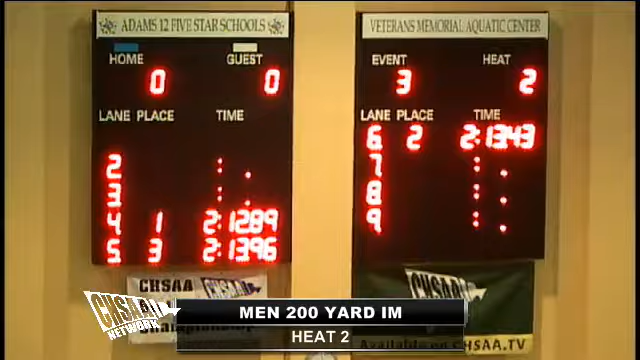 ADAMS 12 FIVE STAR SCHOOLS
HOME GUEST
0 0
LANE PLACE TIME
2 : .
3 : .
4 1 2:12.89
5 3 2:13.96
VETERANS MEMORIAL AQUATIC CENTER
EVENT HEAT
3 2
LANE PLACE TIME
6 2 2:13.43
7 : .
8 : .
9 : .
CHSAA
Championship
CHSAA
Available on CHSAA.TV
CHSAA
NETWORK
MEN 200 YARD IM
HEAT 2